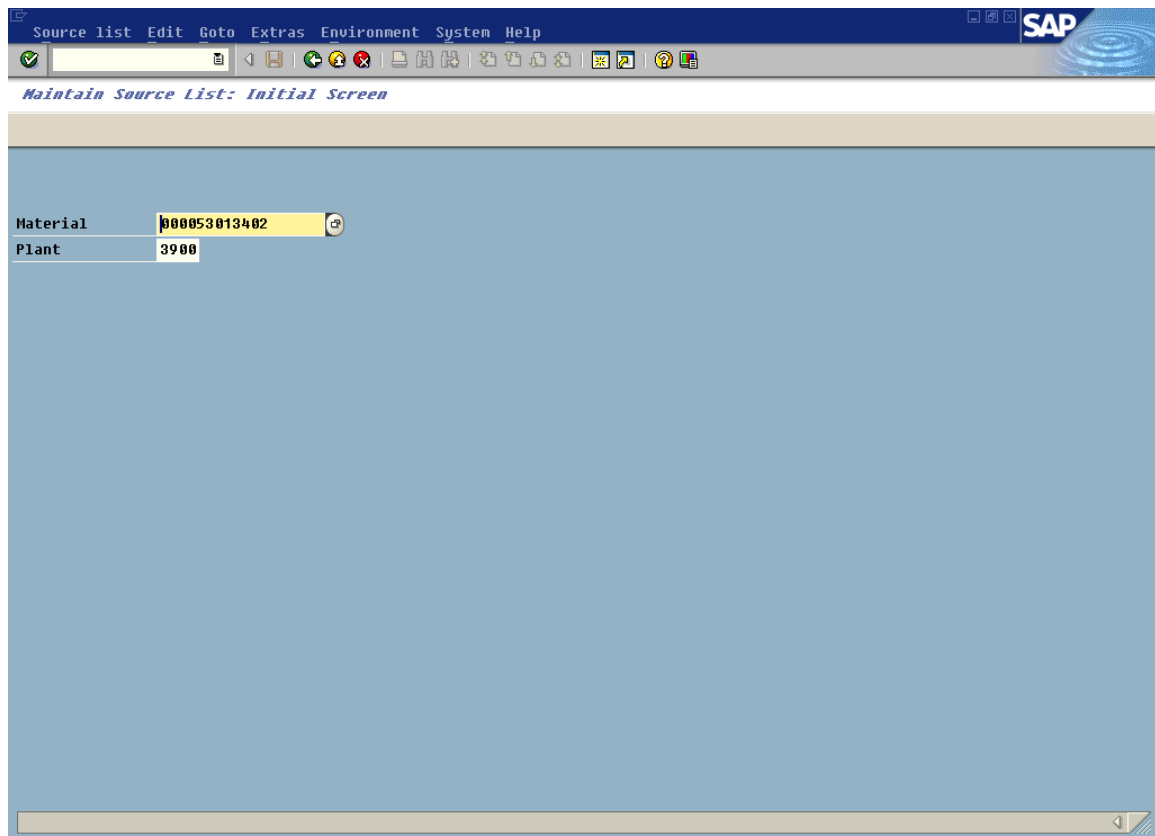 Source list Edit Goto Extras Environment System Help
SAP
Maintain Source List: Initial Screen
Material 000053013402
Plant 3900